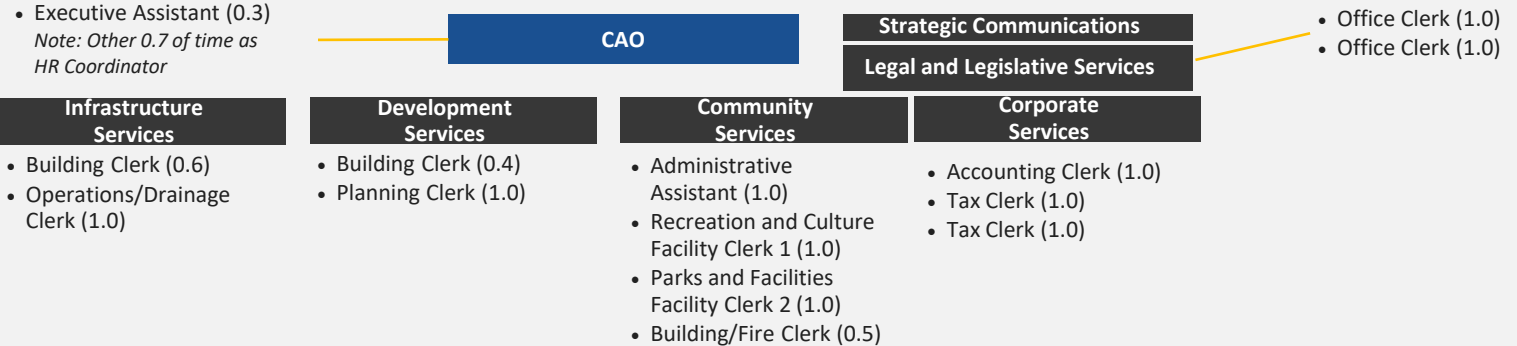 • Executive Assistant (0.3)
Note: Other 0.7 of time as
HR Coordinator
CAO
Strategic Communications
Legal and Legislative Services
• Office Clerk (1.0)
• Office Clerk (1.0)
Infrastructure
Services
• Building Clerk (0.6)
• Operations/Drainage
Clerk (1.0)
Development
Services
• Building Clerk (0.4)
• Planning Clerk (1.0)
Community
Services
• Administrative
Assistant (1.0)
• Recreation and Culture
Facility Clerk 1 (1.0)
• Parks and Facilities
Facility Clerk 2 (1.0)
• Building/Fire Clerk (0.5)
Corporate
Services
• Accounting Clerk (1.0)
• Tax Clerk (1.0)
• Tax Clerk (1.0)